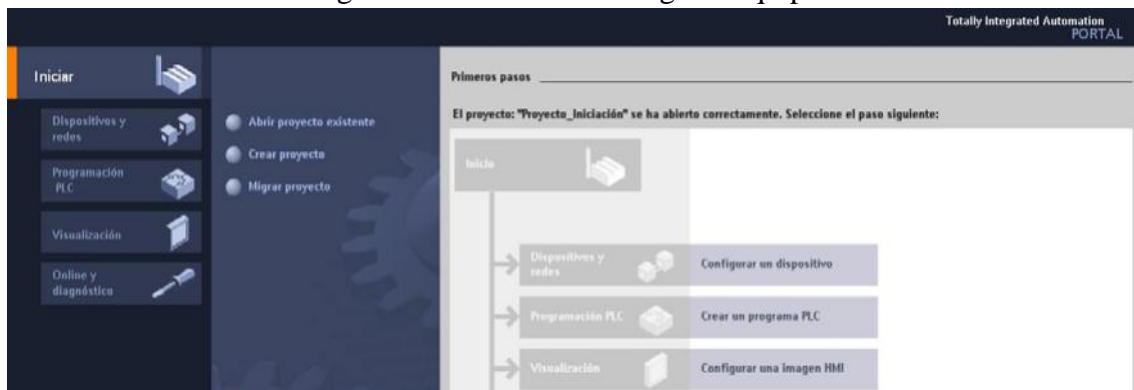 Totally Integrated Automation
PORTAL
Iniciar
Dispositivos y
redes
Programación
PLC
Visualización
Online y
diagnóstico
Abrir proyecto existente
Crear proyecto
Migrar proyecto
Primeros pasos
El proyecto: "Proyecto_Iniciación" se ha abierto correctamente. Seleccione el paso siguiente:
Inicio
Dispositivos y
redes
Configurar un dispositivo
Programación PLC
Crear un programa PLC
Visualización
Configurar una imagen HMI